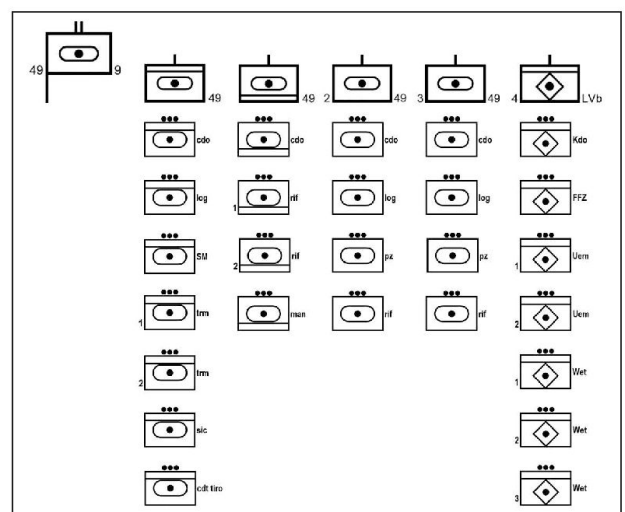 49 9
49 49 2 49 3 49 4 LVb
cdo cdo cdo cdo Kdo
log 1 rif log log FFZ
SM 2 rif pz pz 1 Uem
1 trm man rif rif 2 Uem
2 trm 1 Wet
sic 2 Wet
cdt tiro 3 Wet